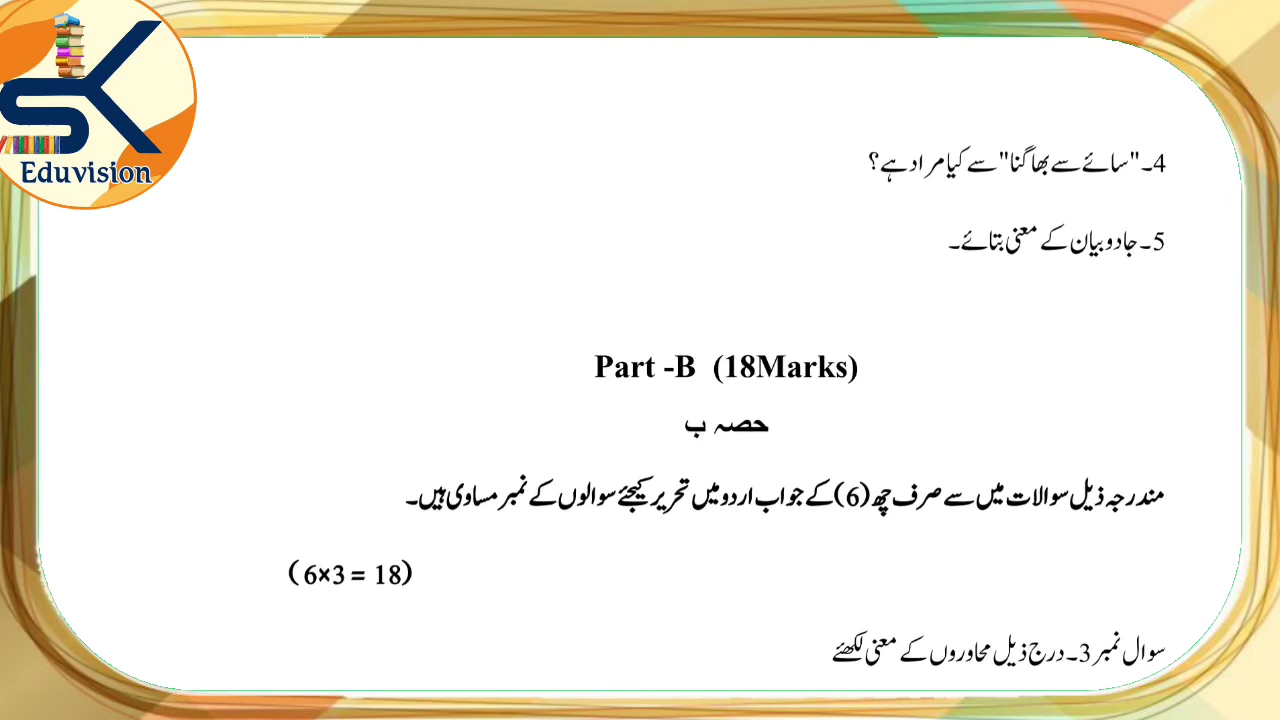 SK
Eduvision
4۔"سائے سے بھاگنا" سے کیا مراد ہے؟
5۔جادو بیان کے معنی بتائے۔
Part -B (18Marks)
حصہ ب
مندرجہ ذیل سوالات میں سے صرف چھ (6) کے جواب اردو میں تحریر کیجئے سوالوں کے نمبر مساوی ہیں۔
( 6×3 = 18)
سوال نمبر 3۔درج ذیل محاوروں کے معنی لکھئے